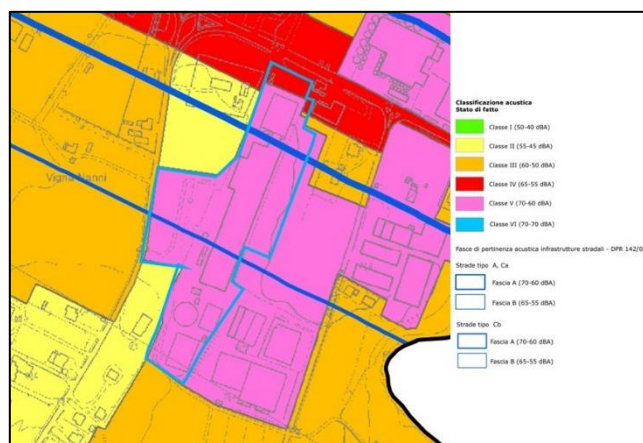 Vigna Nanni
Classificazione acustica
Stato di fatto
Classe I (50-40 dBA)
Classe II (55-45 dBA)
Classe III (60-50 dBA)
Classe IV (65-55 dBA)
Classe V (70-60 dBA)
Classe VI (70-70 dBA)
Fasce di pertinenza acustica infrastrutture stradali - DPR 142/0
Strade tipo A, Ca
Fascia A (70-60 dBA)
Fascia B (65-55 dBA)
Strade tipo Cb
Fascia A (70-60 dBA)
Fascia B (65-55 dBA)